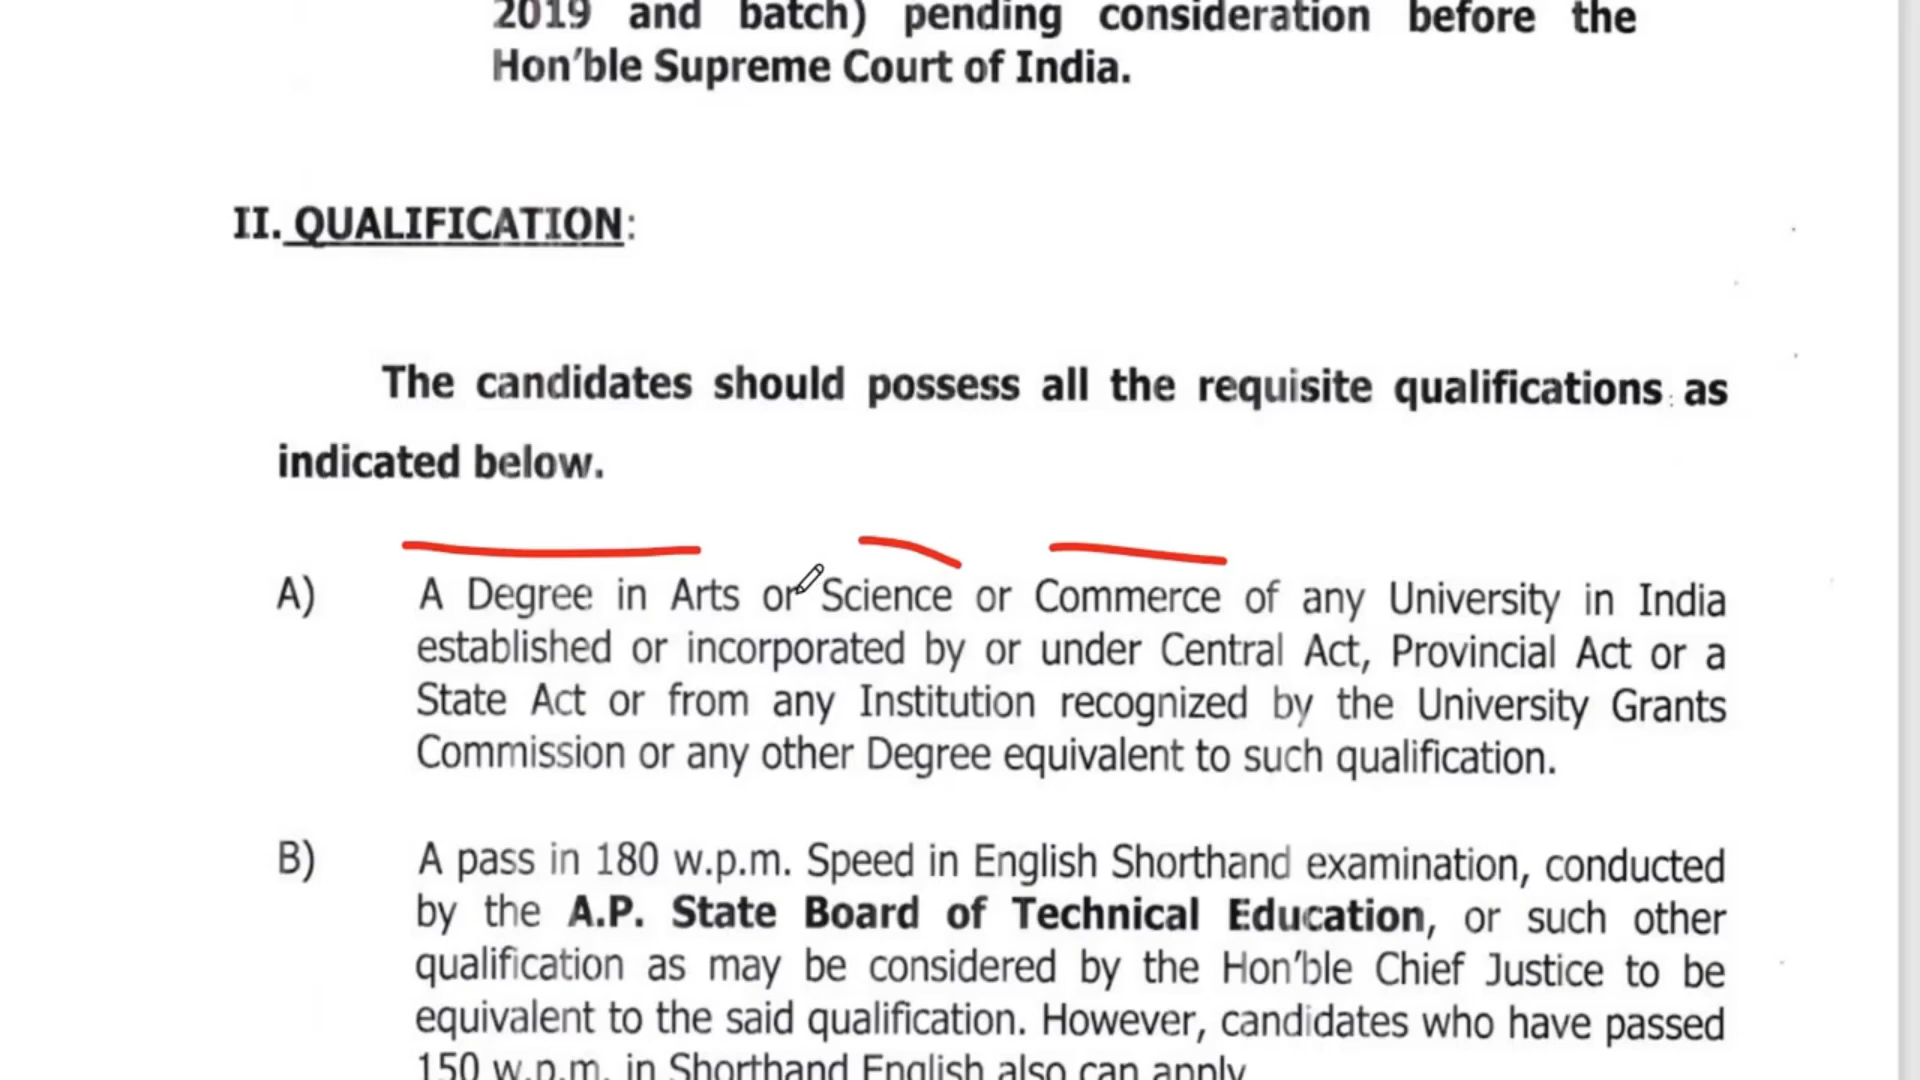 2019 and batch) pending consideration before the
Hon'ble Supreme Court of India.
II. QUALIFICATION:
The candidates should possess all the requisite qualifications as
indicated below.
A) A Degree in Arts or Science or Commerce of any University in India
established or incorporated by or under Central Act, Provincial Act or a
State Act or from any Institution recognized by the University Grants
Commission or any other Degree equivalent to such qualification.
B) A pass in 180 w.p.m. Speed in English Shorthand examination, conducted
by the A.P. State Board of Technical Education, or such other
qualification as may be considered by the Hon'ble Chief Justice to be
equivalent to the said qualification. However, candidates who have passed
150 w.p.m. in Shorthand English also can apply